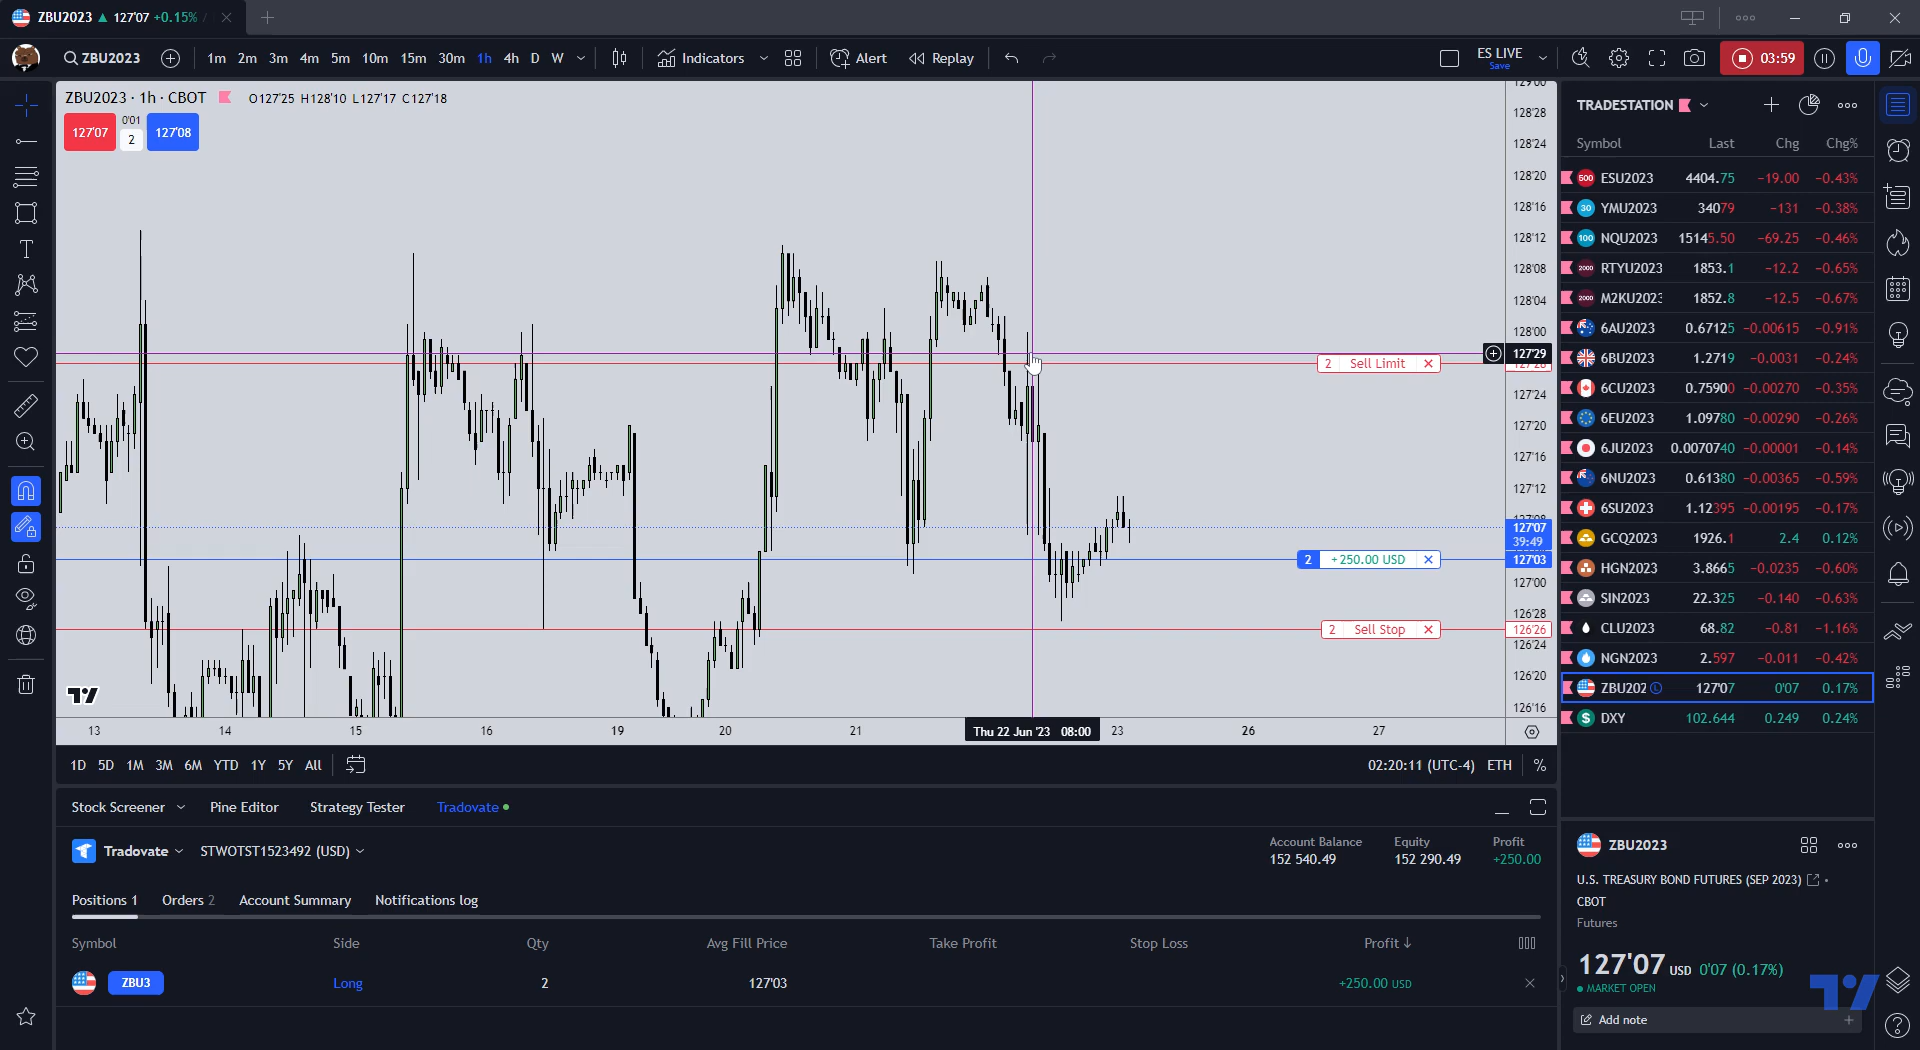 ZBU2023 ▲ 127'07 +0.15% /
ZBU2023
1m 2m 3m 4m 5m 10m 15m 30m 1h 4h D W
Indicators
Alert
Replay
ES LIVE
Save
03:59
ZBU2023 · 1h · CBOT O127'25 H128'10 L127'17 C127'18
127'07
0'01
2
127'08
128'28
128'24
128'20
128'16
128'12
128'08
128'04
128'00
127'29
2 Sell Limit
127'24
127'20
127'16
127'12
127'07
39:49
2 +250.00 USD
127'03
127'00
126'28
2 Sell Stop
126'26
126'24
126'20
126'16
13 14 15 16 19 20 21 Thu 22 Jun '23 08:00 23 26 27
1D 5D 1M 3M 6M YTD 1Y 5Y All
02:20:11 (UTC-4) ETH %
Stock Screener
Pine Editor
Strategy Tester
Tradovate
Tradovate
STWOTST1523492 (USD)
Account Balance
152 540.49
Equity
152 290.49
Profit
+250.00
Positions 1
Orders 2
Account Summary
Notifications log
Symbol Side Qty Avg Fill Price Take Profit Stop Loss Profit ↓
ZBU3 Long 2 127'03 +250.00 USD
TRADESTATION
Symbol Last Chg Chg%
500 ESU2023 4404.75 −19.00 −0.43%
30 YMU2023 34079 −131 −0.38%
100 NQU2023 15145.50 −69.25 −0.46%
2000 RTYU2023 1853.1 −12.2 −0.65%
2000 M2KU2023 1852.8 −12.5 −0.67%
6AU2023 0.67125 −0.00615 −0.91%
6BU2023 1.2719 −0.0031 −0.24%
6CU2023 0.75900 −0.00270 −0.35%
6EU2023 1.09780 −0.00290 −0.26%
6JU2023 0.0070740 −0.00001 −0.14%
6NU2023 0.61380 −0.00365 −0.59%
6SU2023 1.12395 −0.00195 −0.17%
GCQ2023 1926.1 2.4 0.12%
HGN2023 3.8665 −0.0235 −0.60%
SIN2023 22.325 −0.140 −0.63%
CLU2023 68.82 −0.81 −1.16%
NGN2023 2.597 −0.011 −0.42%
ZBU202 127'07 0'07 0.17%
DXY 102.644 0.249 0.24%
ZBU2023
U.S. TREASURY BOND FUTURES (SEP 2023)
CBOT
Futures
127'07 USD 0'07 (0.17%)
MARKET OPEN
Add note